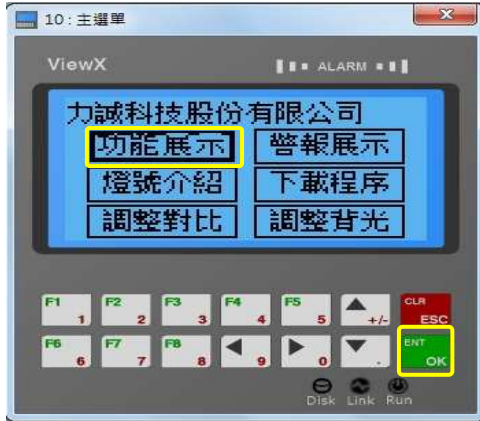 10 : 主選單
ViewX
ALARM
力誠科技股份有限公司
功能展示 警報展示
燈號介紹 下載程序
調整對比 調整背光
F1 1 F2 2 F3 3 F4 4 F5 5 +/- CLR ESC
F6 6 F7 7 F8 8 9 0 . ENT OK
Disk Link Run